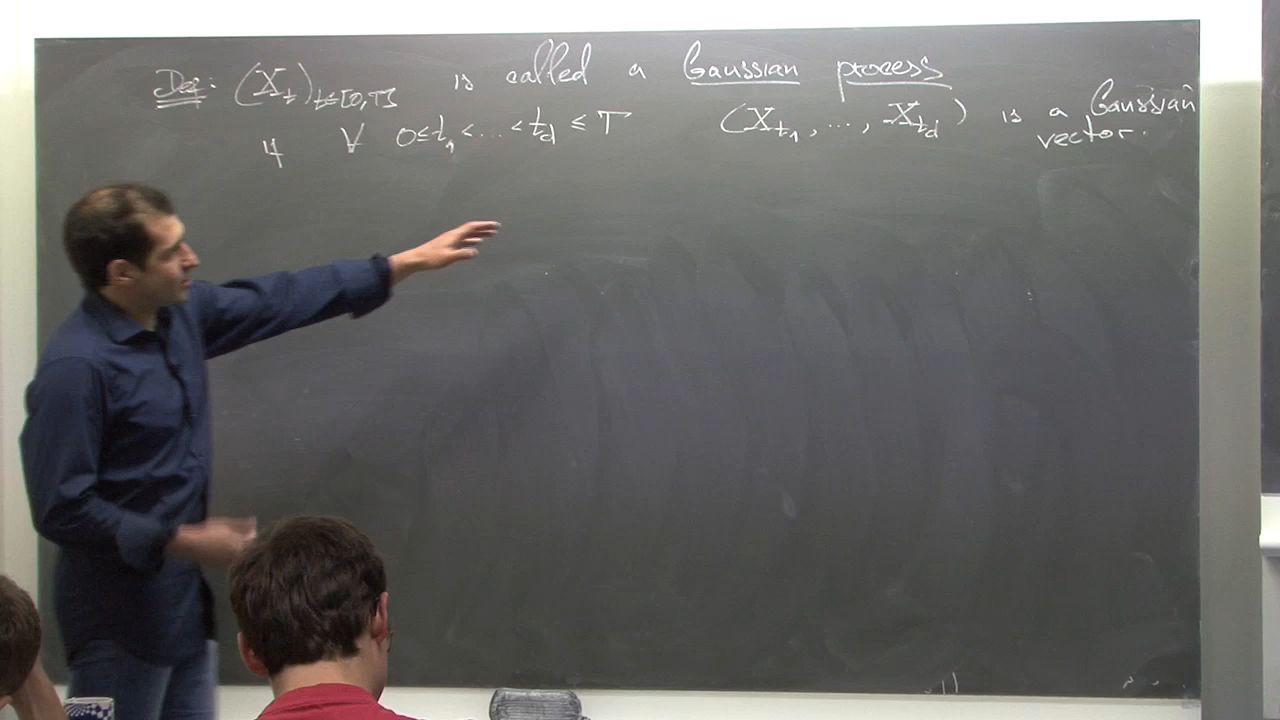 Def: (X_t)_{t∈[0,T]} is called a Gaussian process
if ∀ 0≤t_1<...<t_d≤T (X_{t_1}, ..., X_{t_d}) is a Gaussian
vector.